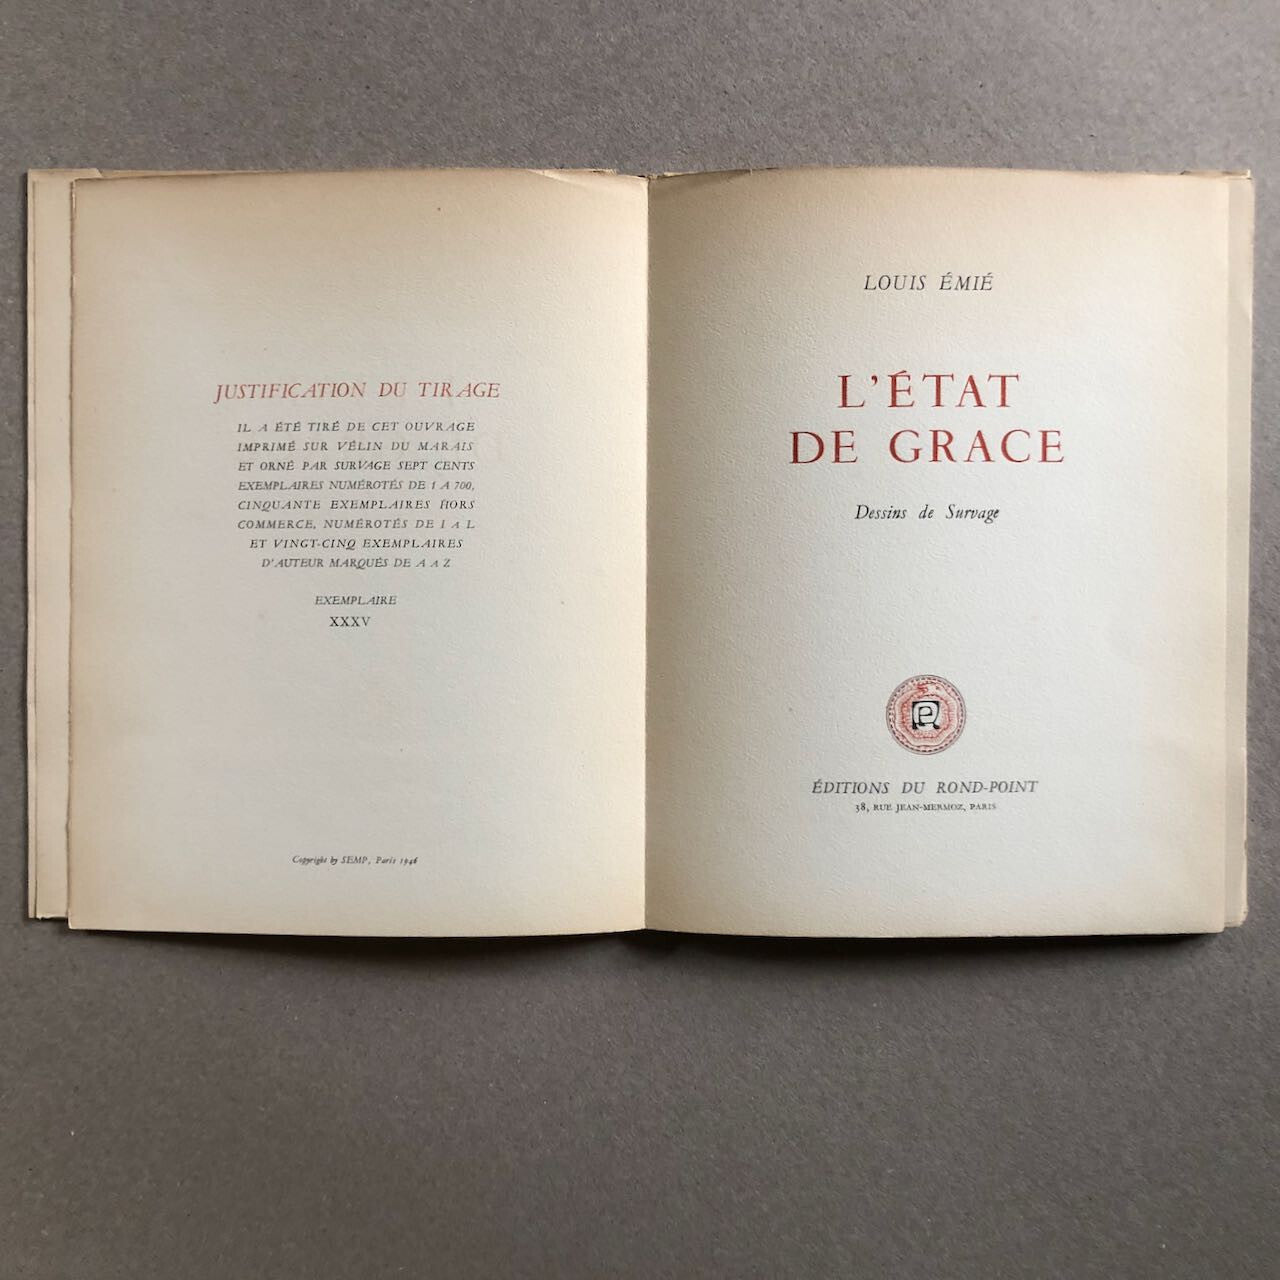 JUSTIFICATION DU TIRAGE
IL A ÉTÉ TIRÉ DE CET OUVRAGE
IMPRIMÉ SUR VÉLIN DU MARAIS
ET ORNÉ PAR SURVAGE SEPT CENTS
EXEMPLAIRES NUMÉROTÉS DE 1 A 700,
CINQUANTE EXEMPLAIRES HORS
COMMERCE, NUMÉROTÉS DE I A L
ET VINGT-CINQ EXEMPLAIRES
D'AUTEUR MARQUÉS DE A A Z
EXEMPLAIRE
XXXV
Copyright by SEMP, Paris 1946
LOUIS ÉMIÉ
L'ÉTAT
DE GRACE
Dessins de Survage
ÉDITIONS DU ROND-POINT
38, RUE JEAN-MERMOZ, PARIS